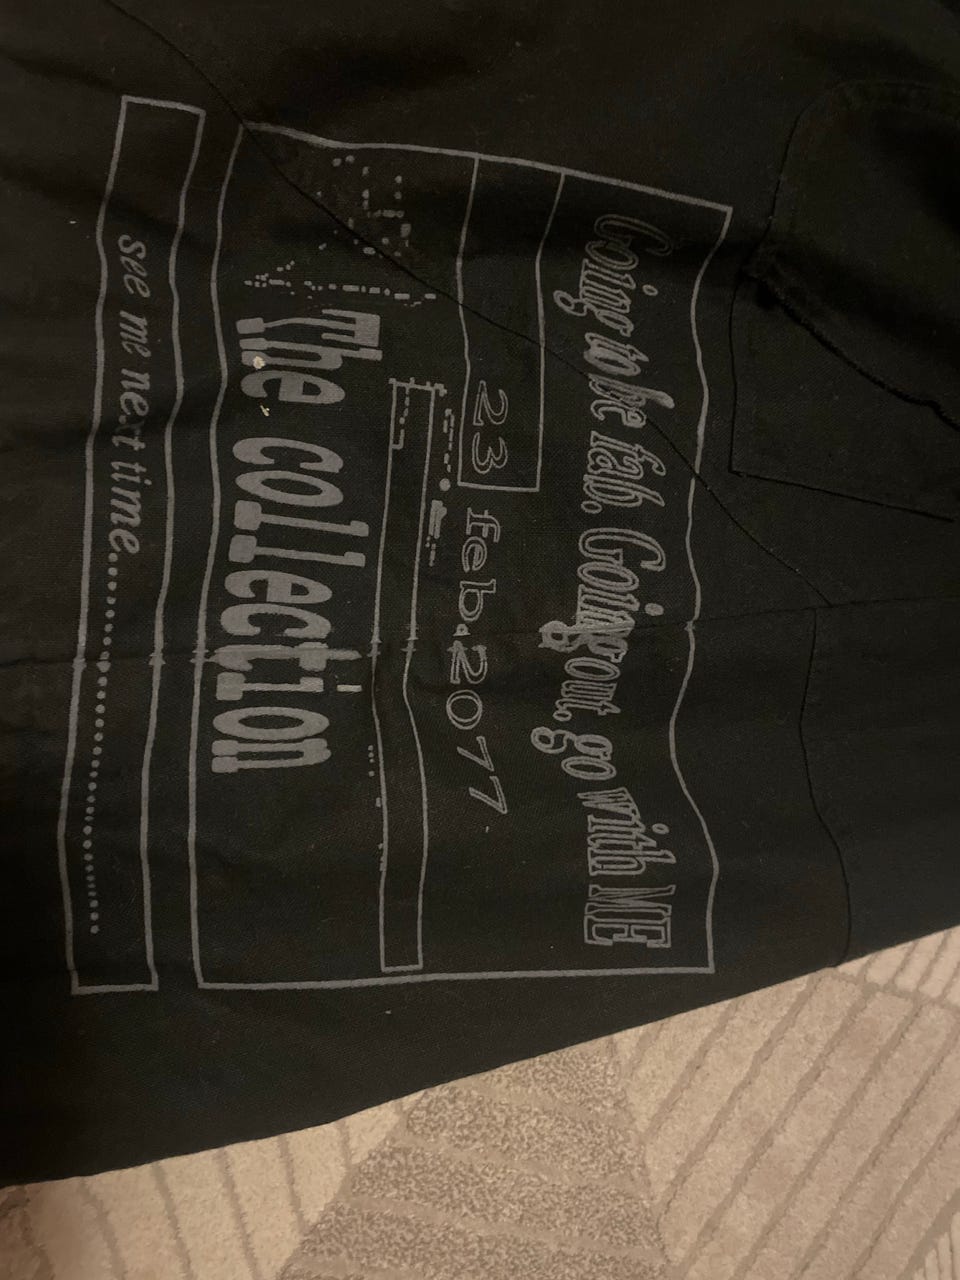 Going to be fab. Going out, go with ME
23 feb.2077
The collection
see me next time..............................